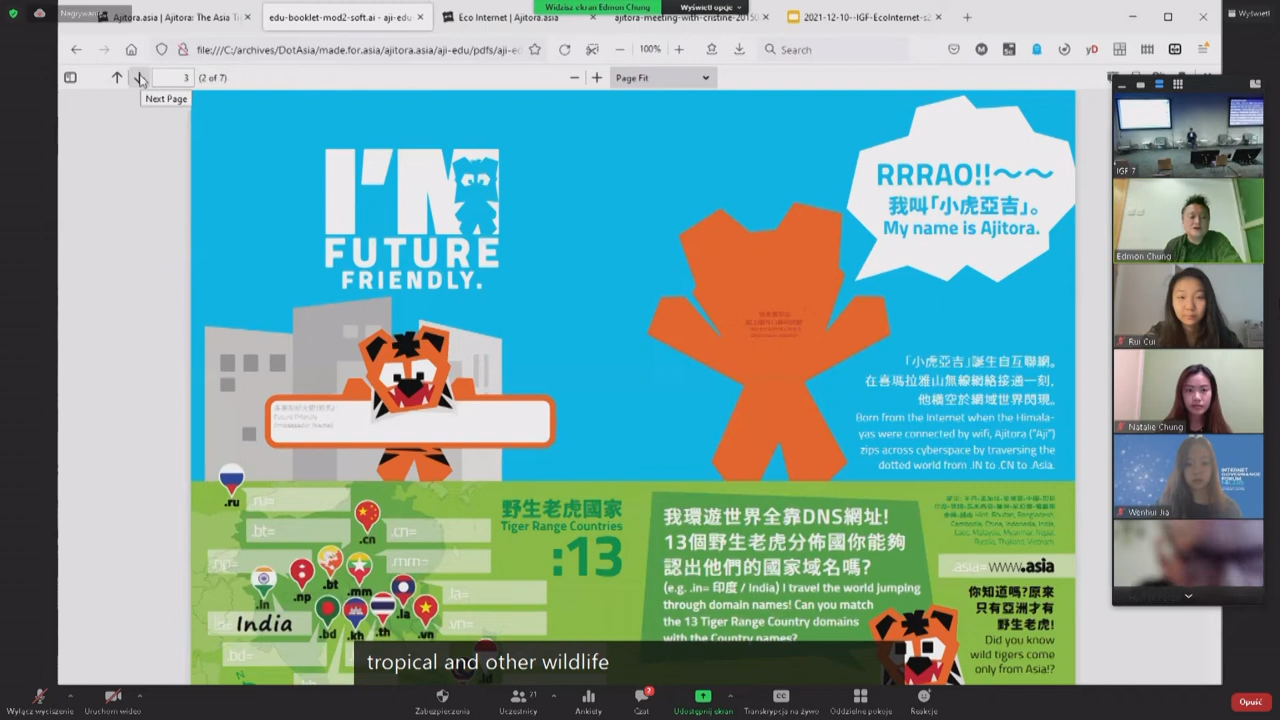 Widzisz ekran Edmon Chung
Wyświetl opcje
Wyświetl
Nagrywanie
Ajitora.asia | Ajitora: The Asia Ti
edu-booklet-mod2-soft.ai - aji-edu
Eco Internet | Ajitora.asia
ajitora-meeting-with-cristine-2015
2021-12-10--IGF-EcoInternet-s2
file:///C:/archives/DotAsia/made.for.asia/ajitora.asia/aji-edu/pdfs/aji-e
100%
Search
yD
3
(2 of 7)
Page Fit
Next Page
I'M
FUTURE
FRIENDLY.
RRRAO!!～～
我叫「小虎亞吉」。
My name is Ajitora.
「小虎亞吉」誕生自互聯網。
在喜瑪拉雅山無線網絡接通一刻,
他橫空於網域世界閃現。
Born from the Internet when the Himala-
yas were connected by wifi, Ajitora ("Aji")
zips across cyberspace by traversing the
dotted world from .IN to .CN to .Asia.
野生老虎國家
Tiger Range Countries
:13
.ru
.ru=
.bt=
.cn
.cn=
.np=
.mm=
.in
.np
.bt
.mm
.la
.la=
India
.bd
.kh
.th
.vn
.vn=
.bd=
.id
我環遊世界全靠DNS網址!
13個野生老虎分佈國你能夠
認出他們的國家域名嗎?
(e.g. .in= 印度 / India) I travel the world jumping
through domain names! Can you match
the 13 Tiger Range Country domains
with the Country names?
.asia=www.asia
你知道嗎?原來
只有亞洲才有
野生老虎!
Did you know
wild tigers come
only from Asia!?
tropical and other wildlife
IGF 7
Edmon Chung
Rui Cui
Natalie Chung
INTERNET
GOVERNANCE
FORUM
Wenhui Jia
Wyłącz wyciszenie
Uruchom wideo
Zabezpieczenia
21
Uczestnicy
Ankiety
2
Czat
Udostępnij ekran
CC
Transkrypcja na żywo
Oddzielne pokoje
Reakcje
Opuść